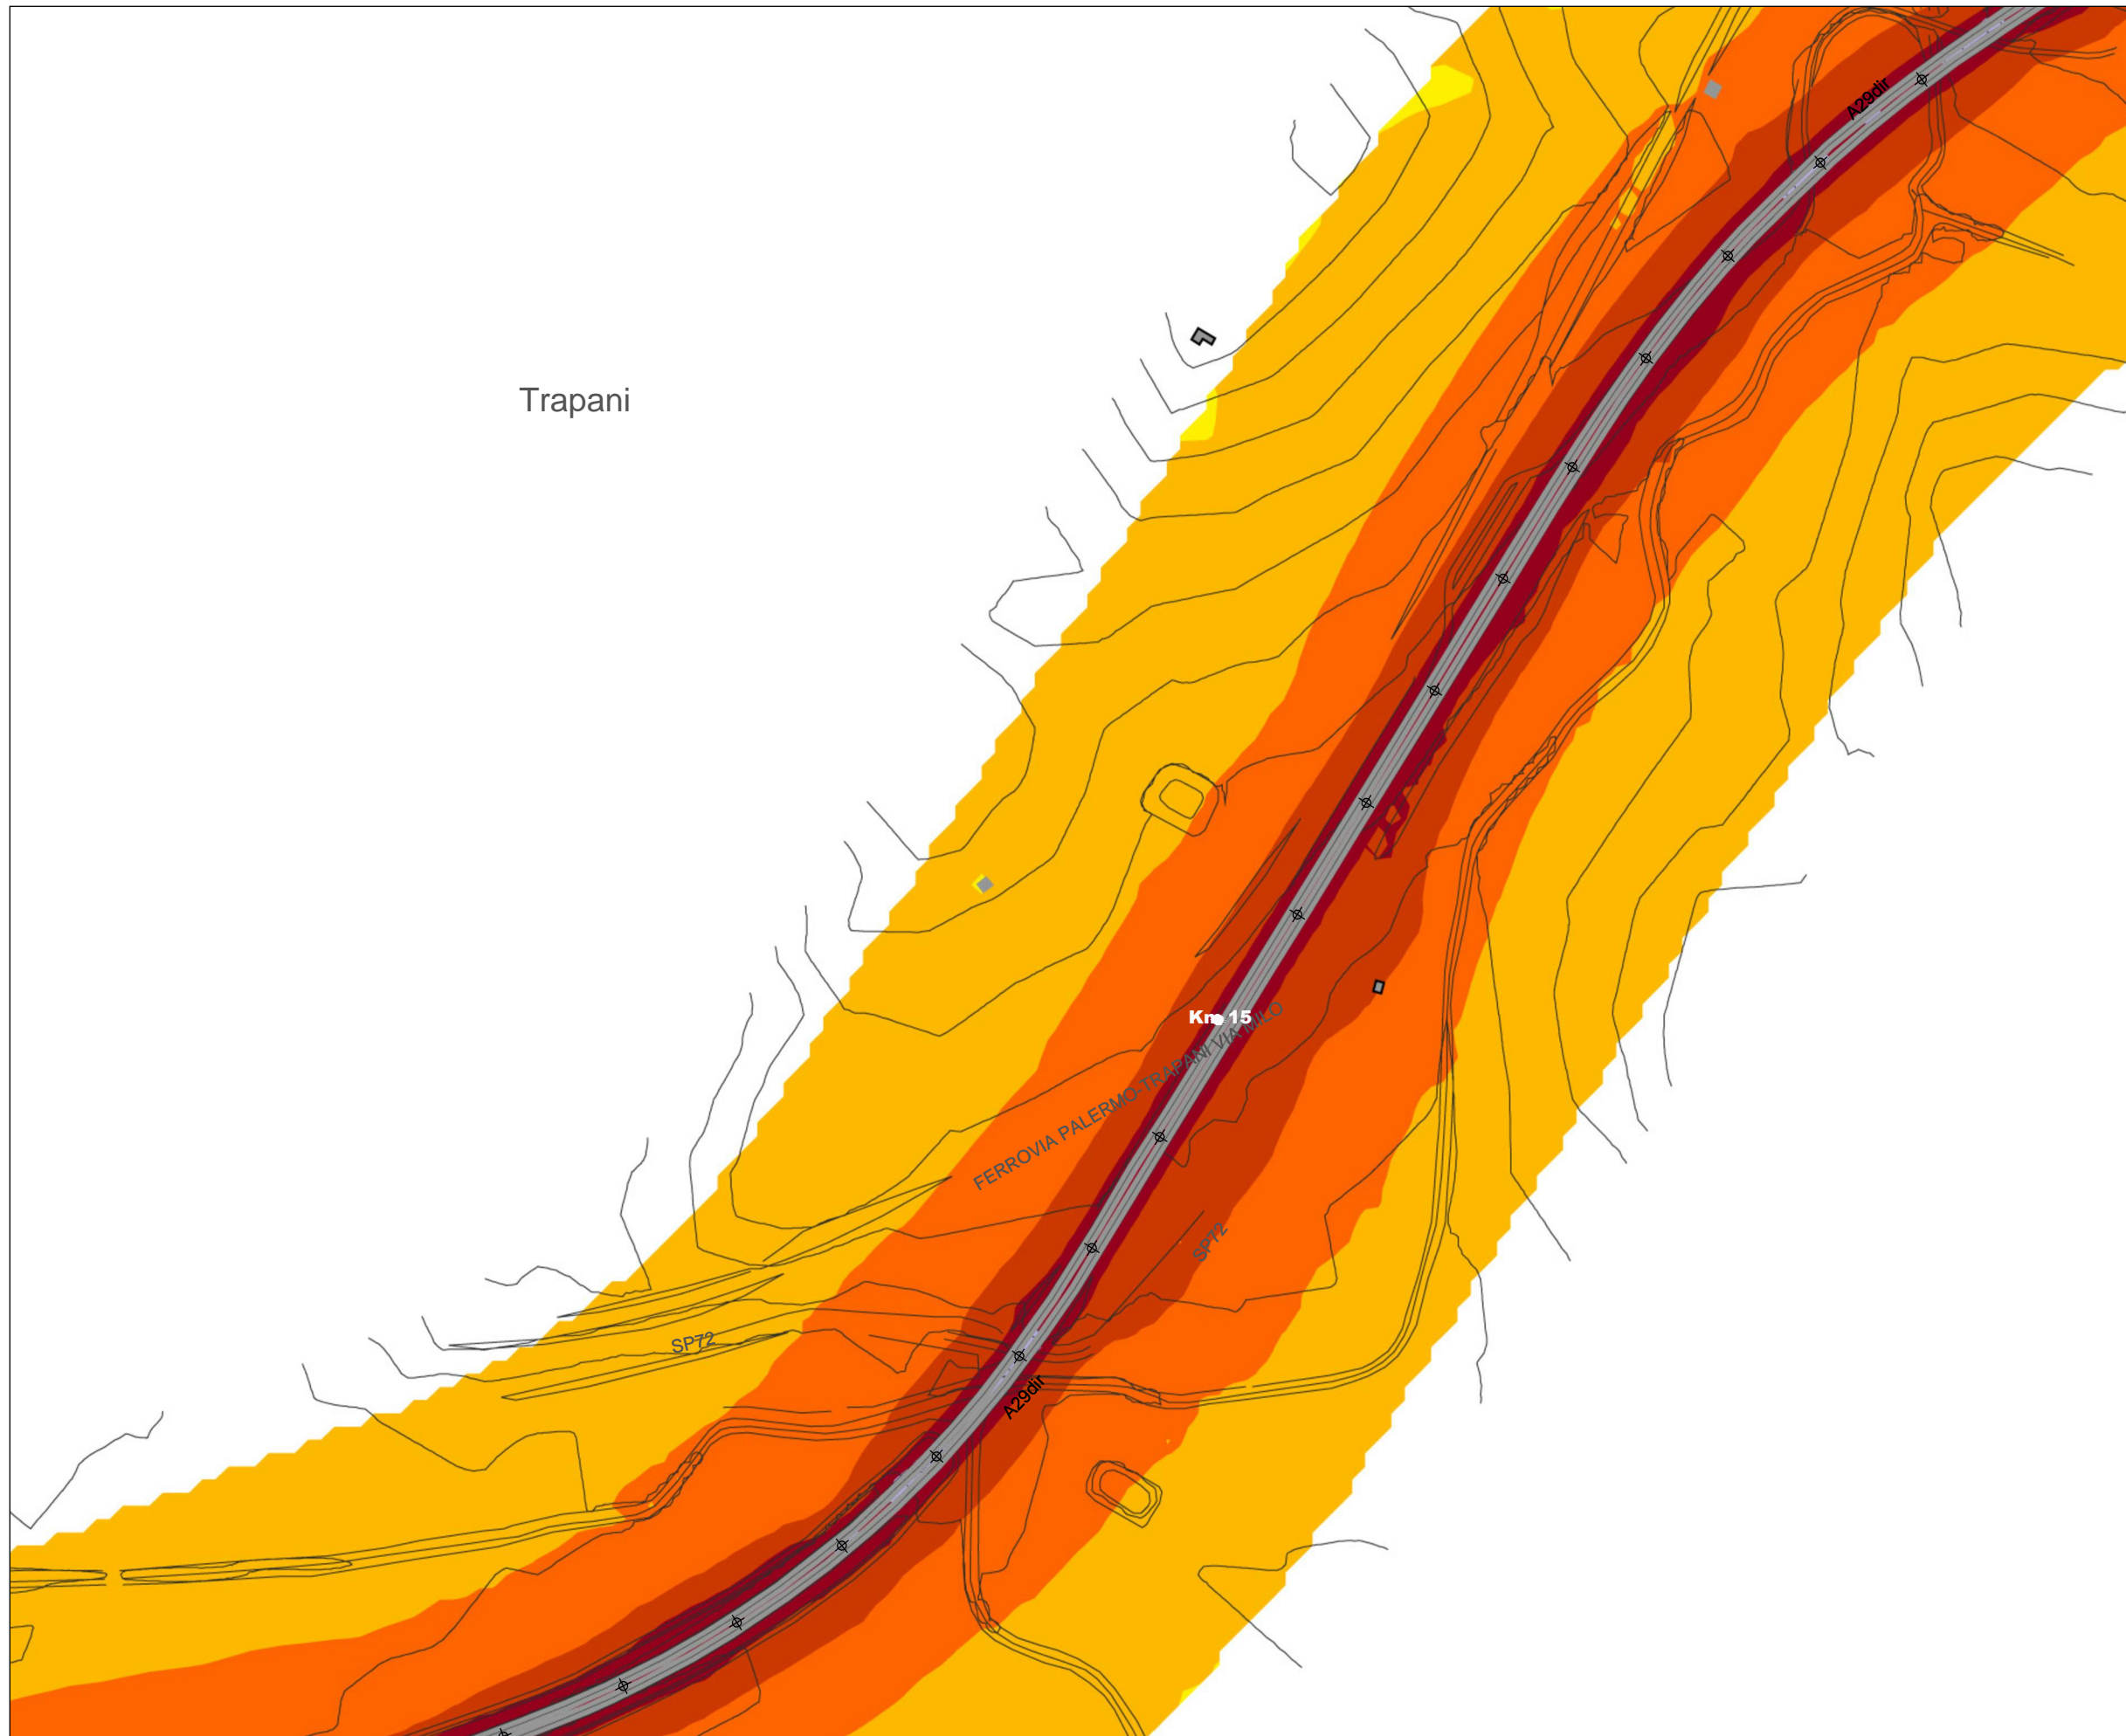 A29dir
Trapani
Km 15
FERROVIA PALERMO-TRAPANI VIA MILO
SP72
SP72
A29dir